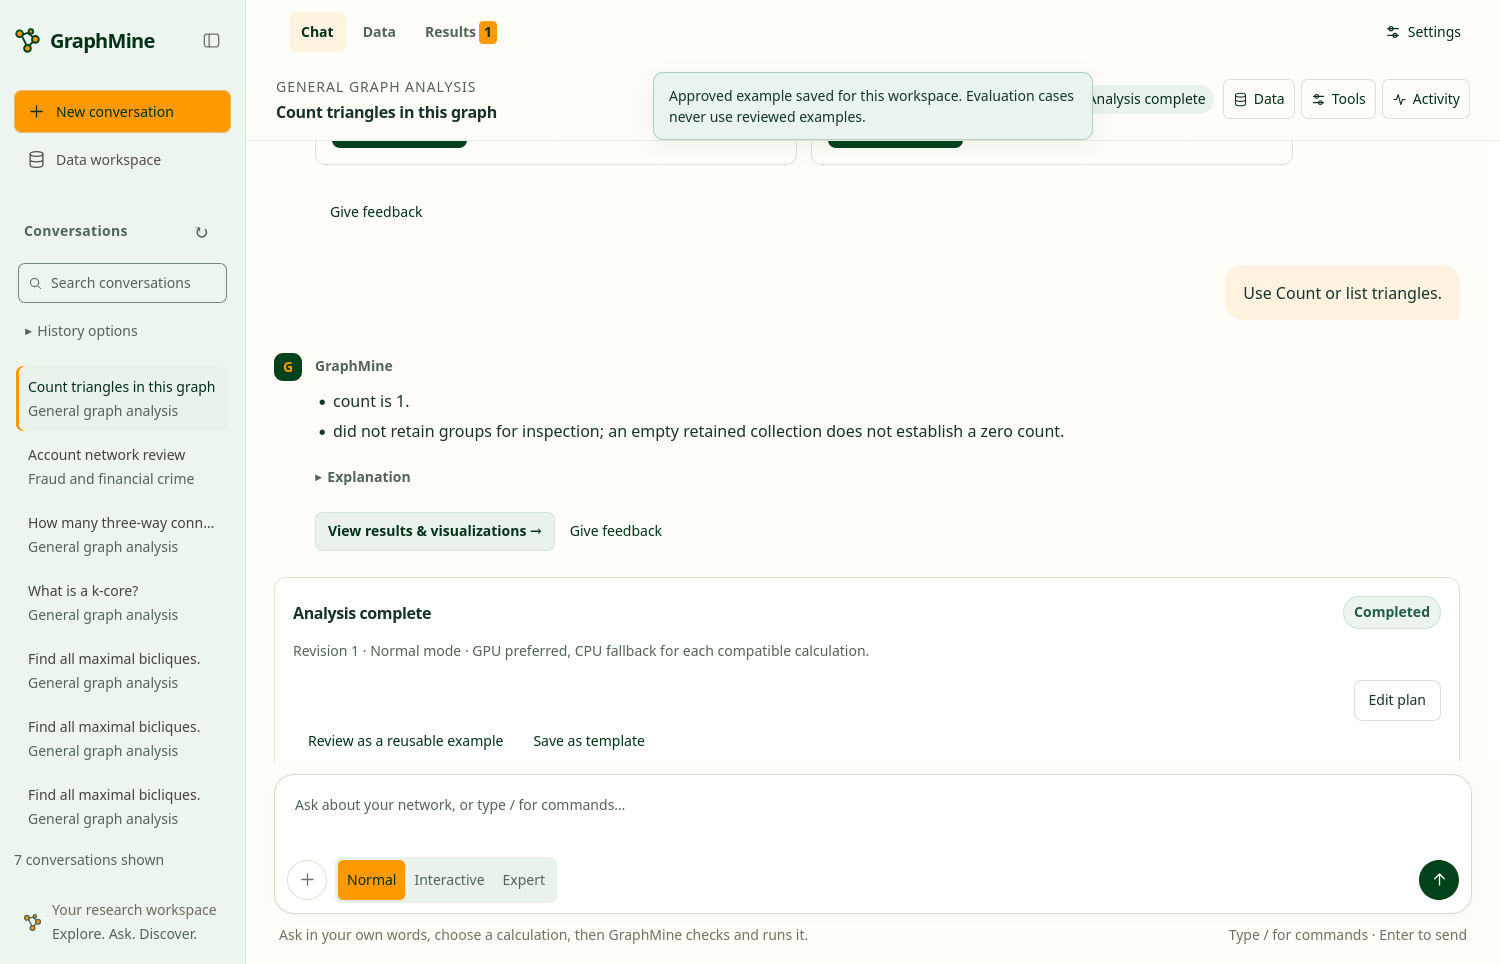 GraphMine
New conversation
Data workspace
Conversations
Search conversations
▸ History options
Count triangles in this graph
General graph analysis
Account network review
Fraud and financial crime
How many three-way conn...
General graph analysis
What is a k-core?
General graph analysis
Find all maximal bicliques.
General graph analysis
Find all maximal bicliques.
General graph analysis
Find all maximal bicliques.
General graph analysis
7 conversations shown
Your research workspace
Explore. Ask. Discover.
Chat Data Results 1
Settings
GENERAL GRAPH ANALYSIS
Count triangles in this graph
Approved example saved for this workspace. Evaluation cases
never use reviewed examples.
Analysis complete
Data Tools Activity
Give feedback
Use Count or list triangles.
G GraphMine
• count is 1.
• did not retain groups for inspection; an empty retained collection does not establish a zero count.
▸ Explanation
View results & visualizations → Give feedback
Analysis complete Completed
Revision 1 · Normal mode · GPU preferred, CPU fallback for each compatible calculation.
Edit plan
Review as a reusable example Save as template
Ask about your network, or type / for commands...
Normal Interactive Expert
Ask in your own words, choose a calculation, then GraphMine checks and runs it.
Type / for commands · Enter to send